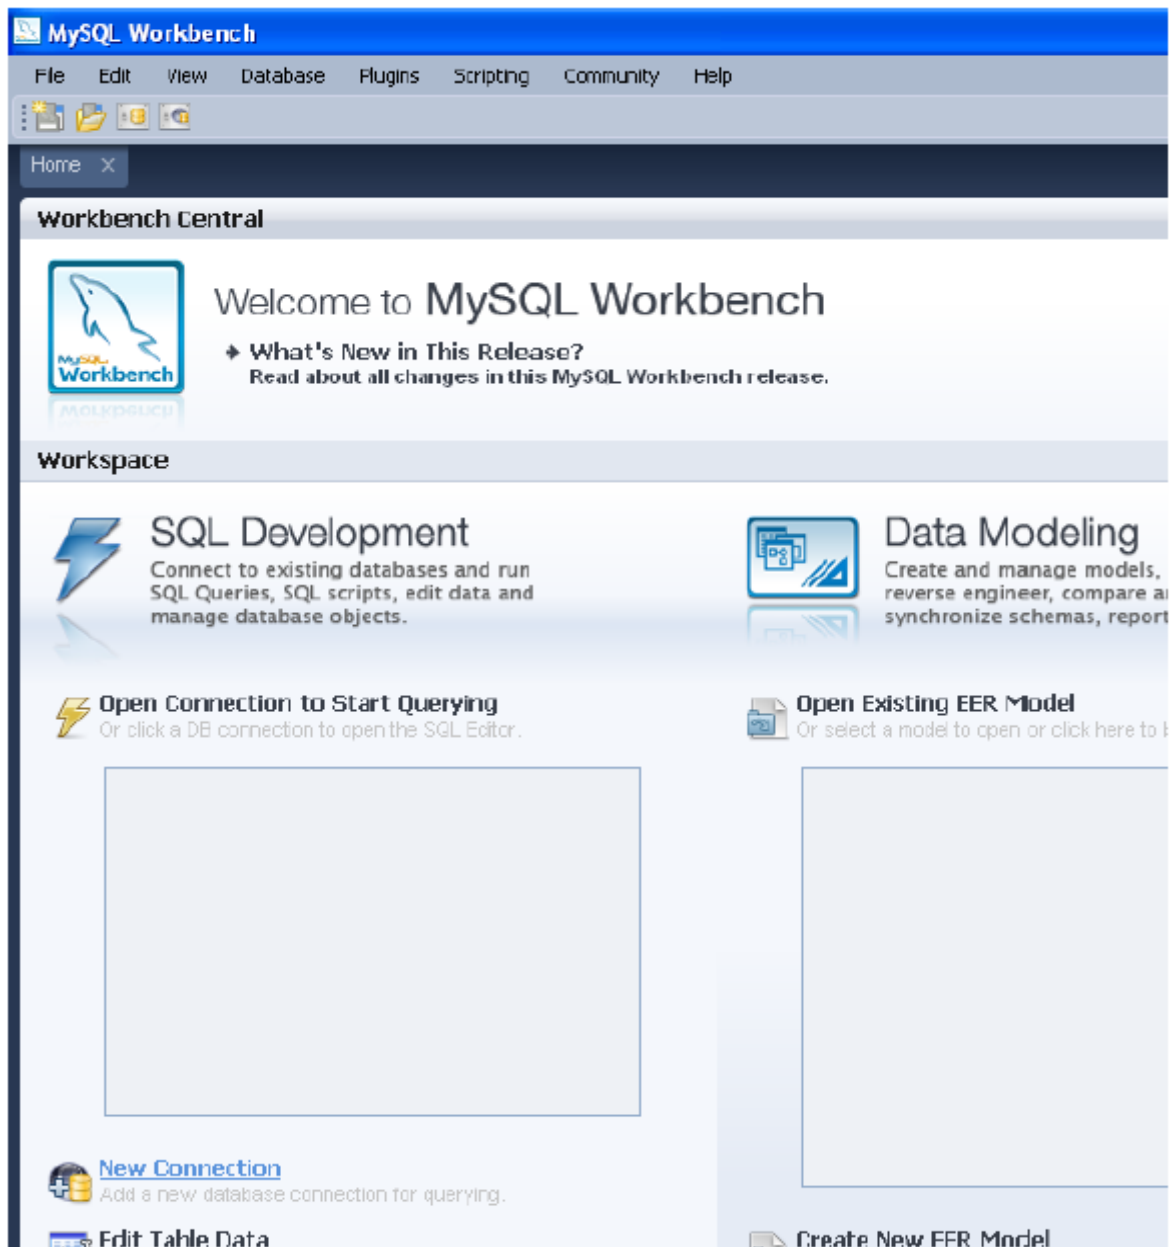 MySQL Workbench
File Edit View Database Plugins Scripting Community Help
Home
Workbench Central
MySQL
Workbench
Welcome to MySQL Workbench
What's New in This Release?
Read about all changes in this MySQL Workbench release.
Workspace
SQL Development
Connect to existing databases and run
SQL Queries, SQL scripts, edit data and
manage database objects.
Data Modeling
Create and manage models,
reverse engineer, compare
synchronize schemas, report
Open Connection to Start Querying
Or click a DB connection to open the SQL Editor.
Open Existing EER Model
Or select a model to open or click here to
New Connection
Add a new database connection for querying.
Edit Table Data
Create New EER Model